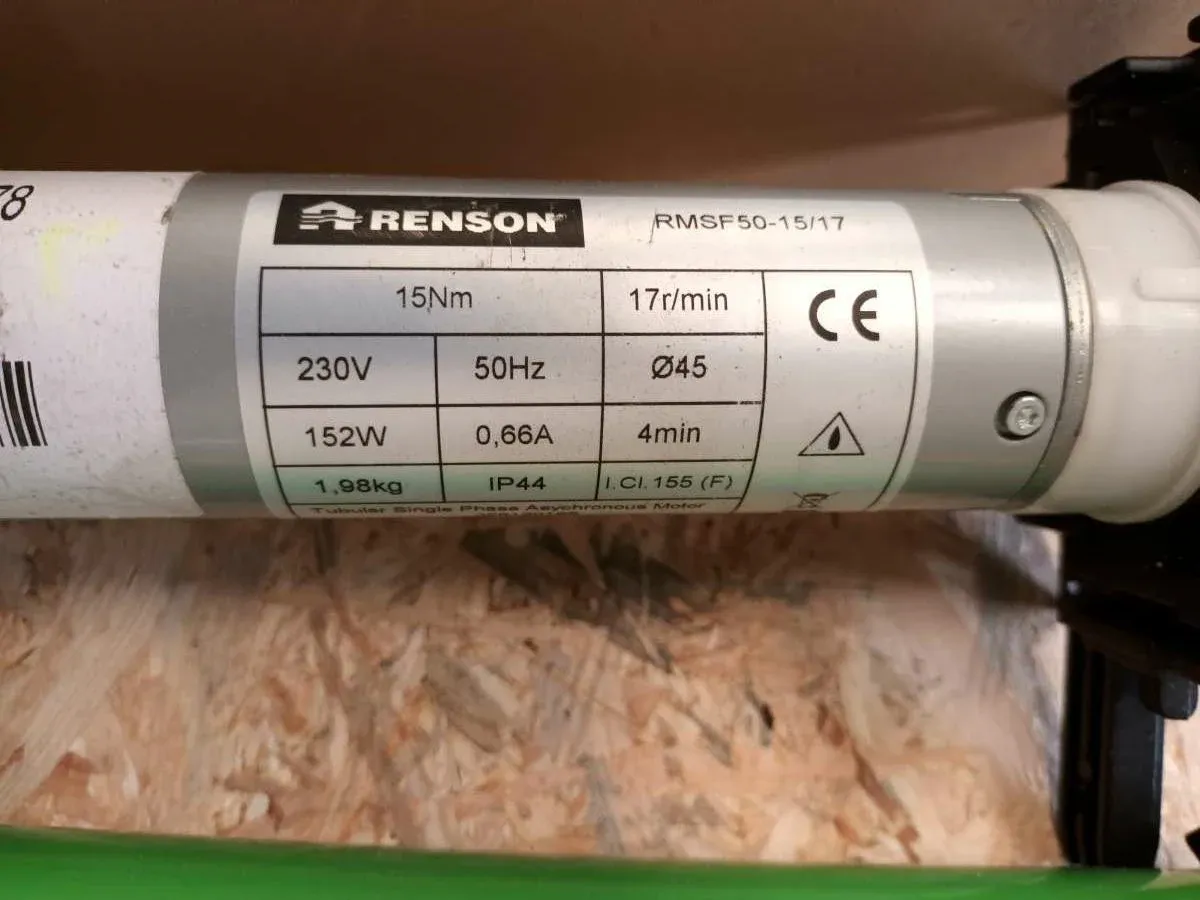 78
RENSON
RMSF50-15/17
15Nm 17r/min
230V 50Hz Ø45
152W 0,66A 4min
1,98kg IP44 I.Cl.155 (F)
Tubular Single Phase Asychronous Motor
CE